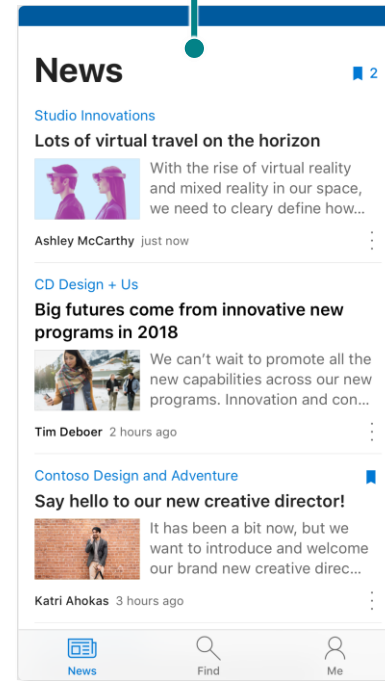 News
2
Studio Innovations
Lots of virtual travel on the horizon
With the rise of virtual reality
and mixed reality in our space,
we need to cleary define how...
Ashley McCarthy just now
CD Design + Us
Big futures come from innovative new
programs in 2018
We can't wait to promote all the
new capabilities across our new
programs. Innovation and con...
Tim Deboer 2 hours ago
Contoso Design and Adventure
Say hello to our new creative director!
It has been a bit now, but we
want to introduce and welcome
our brand new creative direc...
Katri Ahokas 3 hours ago
News Find Me